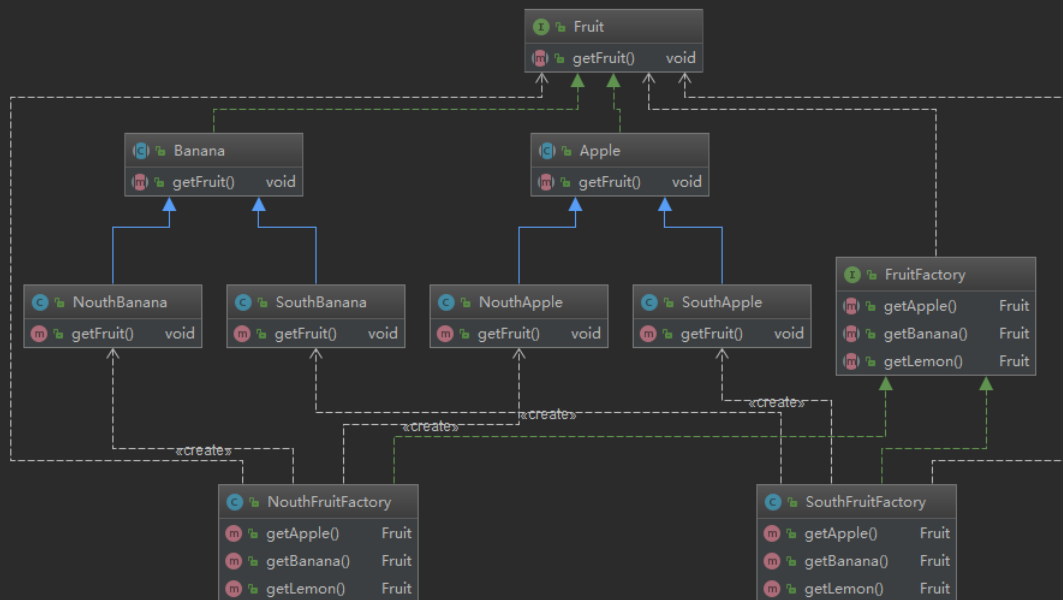 Fruit
getFruit() void
Banana
getFruit() void
Apple
getFruit() void
FruitFactory
getApple() Fruit
getBanana() Fruit
getLemon() Fruit
NouthBanana
getFruit() void
SouthBanana
getFruit() void
NouthApple
getFruit() void
SouthApple
getFruit() void
«create»
«create»
«create»
«create»
NouthFruitFactory
getApple() Fruit
getBanana() Fruit
getLemon() Fruit
SouthFruitFactory
getApple() Fruit
getBanana() Fruit
getLemon() Fruit